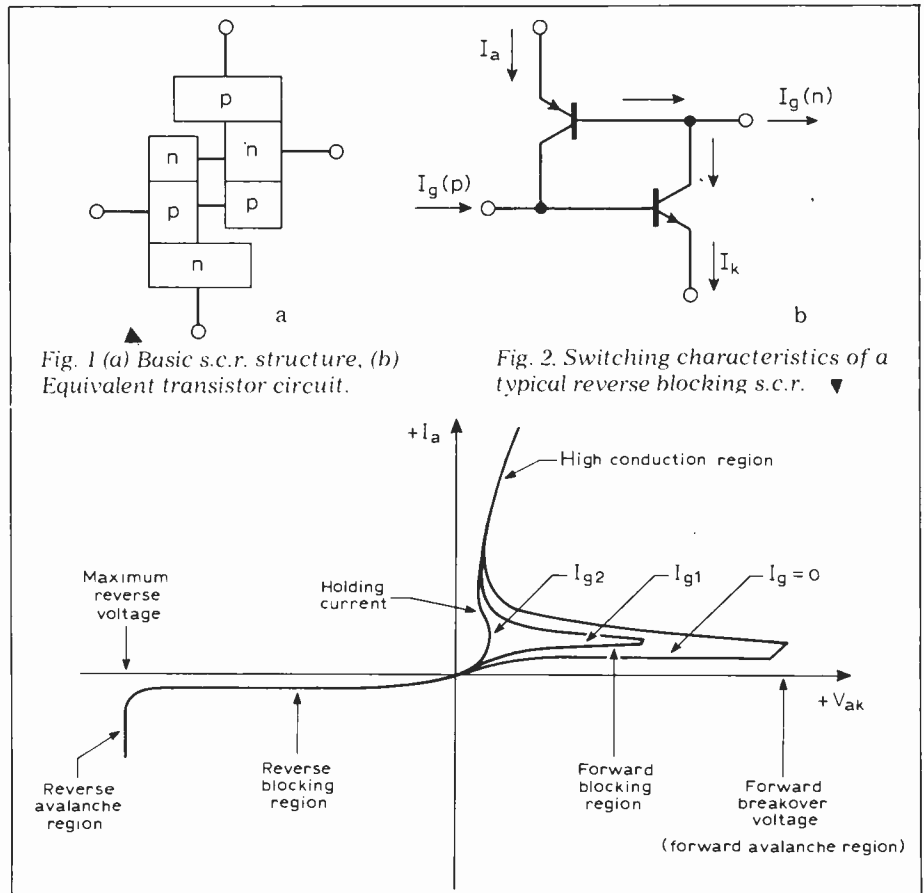 p
n
n
p
p
n
a
I_a
I_g(n)
I_g(p)
I_k
b
Fig. 1 (a) Basic s.c.r. structure, (b)
Equivalent transistor circuit.
Fig. 2. Switching characteristics of a
typical reverse blocking s.c.r.
+I_a
High conduction region
Maximum
reverse
voltage
Holding
current
I_g2
I_g1
I_g=0
+V_ak
Reverse
avalanche
region
Reverse
blocking
region
Forward
blocking
region
Forward
breakover
voltage
(forward avalanche region)